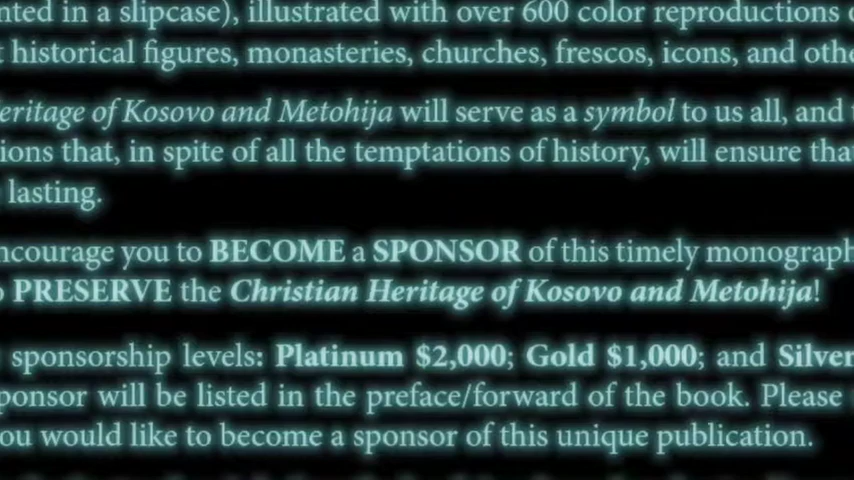 nted in a slipcase), illustrated with over 600 color reproductions
historical figures, monasteries, churches, frescos, icons, and othe
eritage of Kosovo and Metohija will serve as a symbol to us all, and
ions that, in spite of all the temptations of history, will ensure that
lasting.
ncourage you to BECOME a SPONSOR of this timely monograph
PRESERVE the Christian Heritage of Kosovo and Metohija!
sponsorship levels: Platinum $2,000; Gold $1,000; and Silver
ponsor will be listed in the preface/forward of the book. Please
ou would like to become a sponsor of this unique publication.